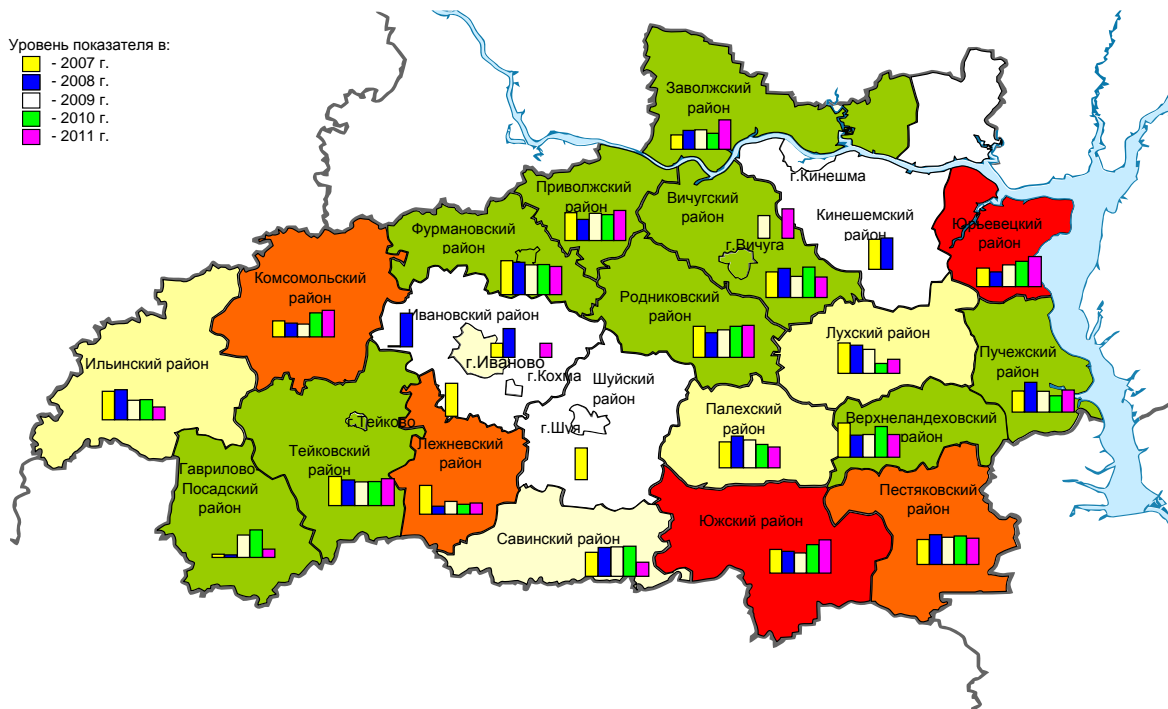 Уровень показателя в:
- 2007 г.
- 2008 г.
- 2009 г.
- 2010 г.
- 2011 г.
Заволжский
район
г.Кинешма
Приволжский
район
Вичугский
район
Кинешемский
район
Юрьевецкий
район
Фурмановский
район
г.Вичуга
Комсомольский
район
Родниковский
район
Ивановский район
Лухский район
Пучежский
район
Ильинский район
г.Иваново
г.Кохма
Шуйский
район
Палехский
район
Верхнеландеховский
район
г.Тейково
г.Шуя
Тейковский
район
Лежневский
район
Гаврилово
Посадский
район
Пестяковский
район
Южский район
Савинский район